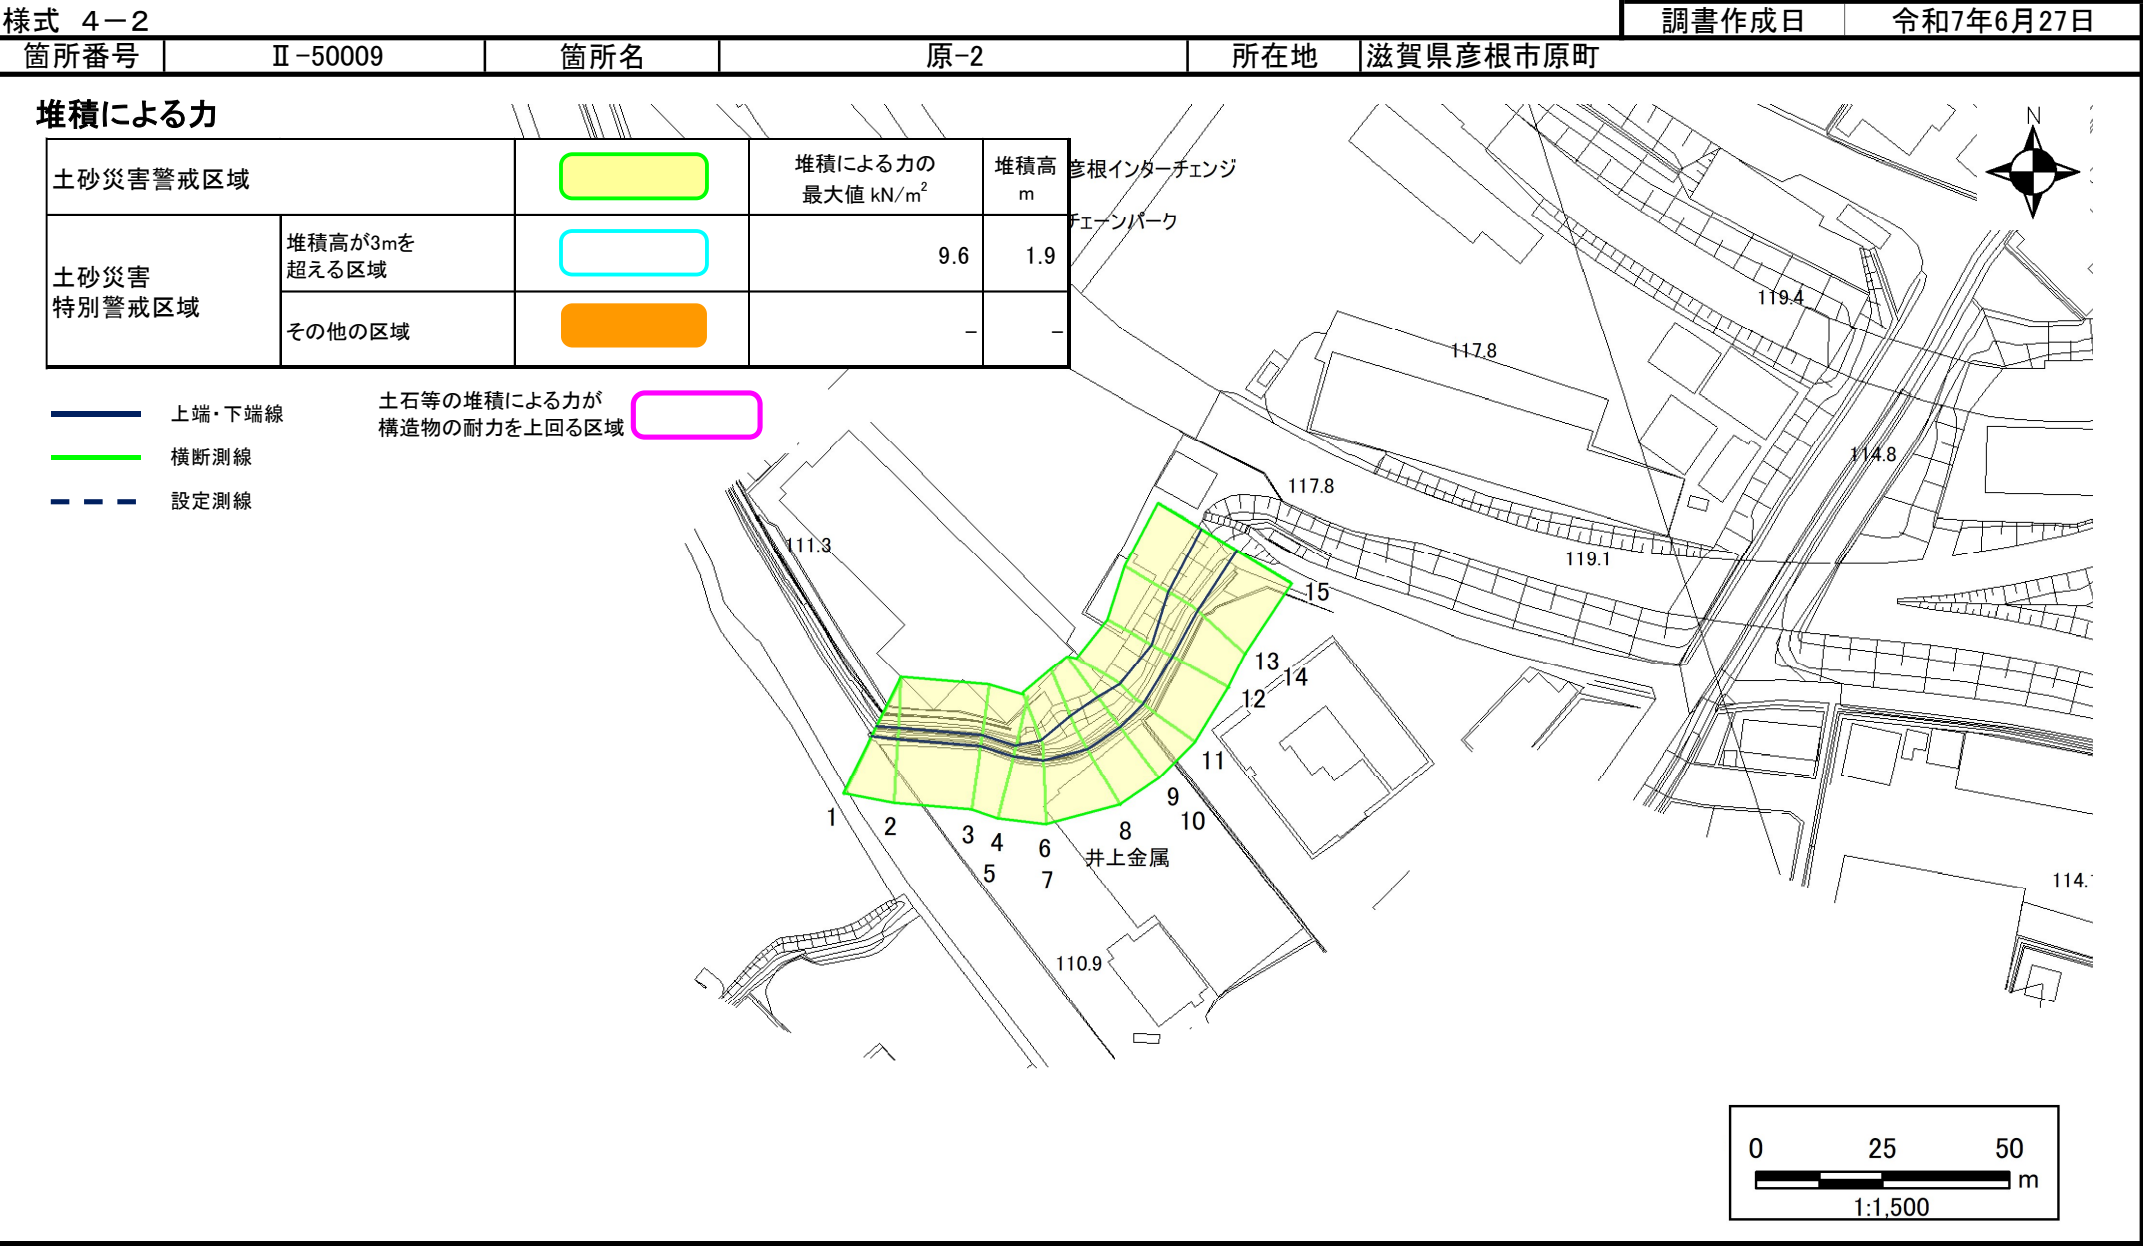 様式 4-2
調書作成日 令和7年6月27日
箇所番号 Ⅱ-50009 箇所名 原-2 所在地 滋賀県彦根市原町
堆積による力
土砂災害警戒区域
堆積による力の
最大値 kN/m²
堆積高
m
土砂災害
特別警戒区域
堆積高が3mを
超える区域
9.6 1.9
その他の区域
- -
上端・下端線
横断測線
設定測線
土石等の堆積による力が
構造物の耐力を上回る区域
彦根インターチェンジ
チェーンパーク
N
119.4
117.8
114.8
117.8
111.3
119.1
15
13
14
12
11
9
10
1
2
3
4
5
6
7
8
井上金属
110.9
114.
0 25 50
m
1:1,500